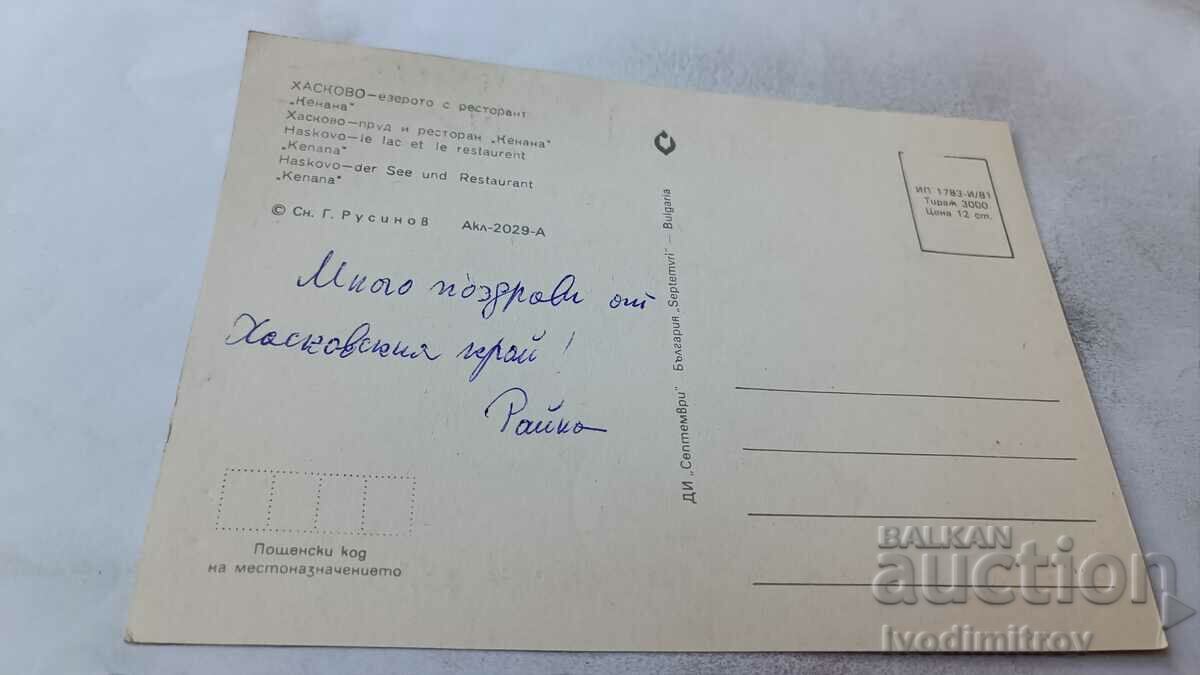 ХАСКОВО—езерото с ресторант
„Кенана"
Хасково—пруд и ресторан „Кенана"
Haskovo—le lac et le restaurent
„Kenana"
Haskovo—der See und Restaurant
„Kenana"
© Сн. Г. Русинов Акл-2029-А
Много поздрави от
Хасковския край!
Райко
Пощенски код
на местоназначението
ДИ „Септември" България „Septemvri" — Bulgaria
ИП 1783-И/81
Тираж 3000
Цена 12 ст.
BALKAN
auction
Ivodimitrov